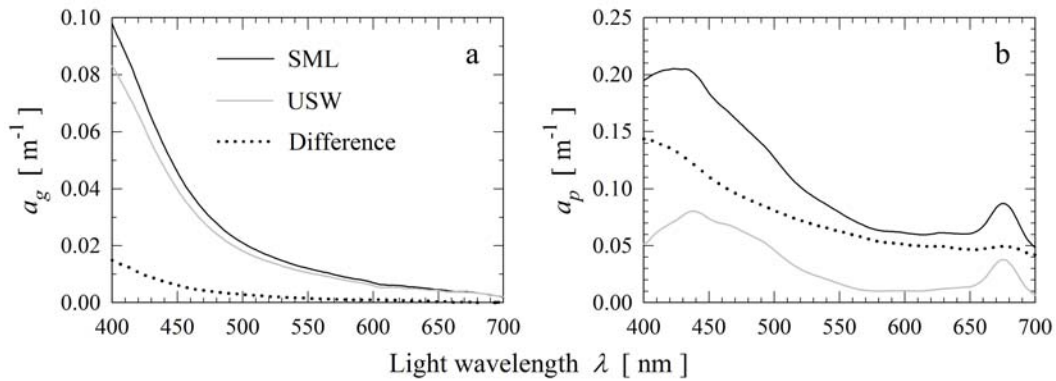 0.10
0.08
0.06
0.04
0.02
0.00
a_g [ m⁻¹ ]
SML
USW
Difference
a
400 450 500 550 600 650 700
0.25
0.20
0.15
0.10
0.05
0.00
a_p [ m⁻¹ ]
b
400 450 500 550 600 650 700
Light wavelength λ [ nm ]